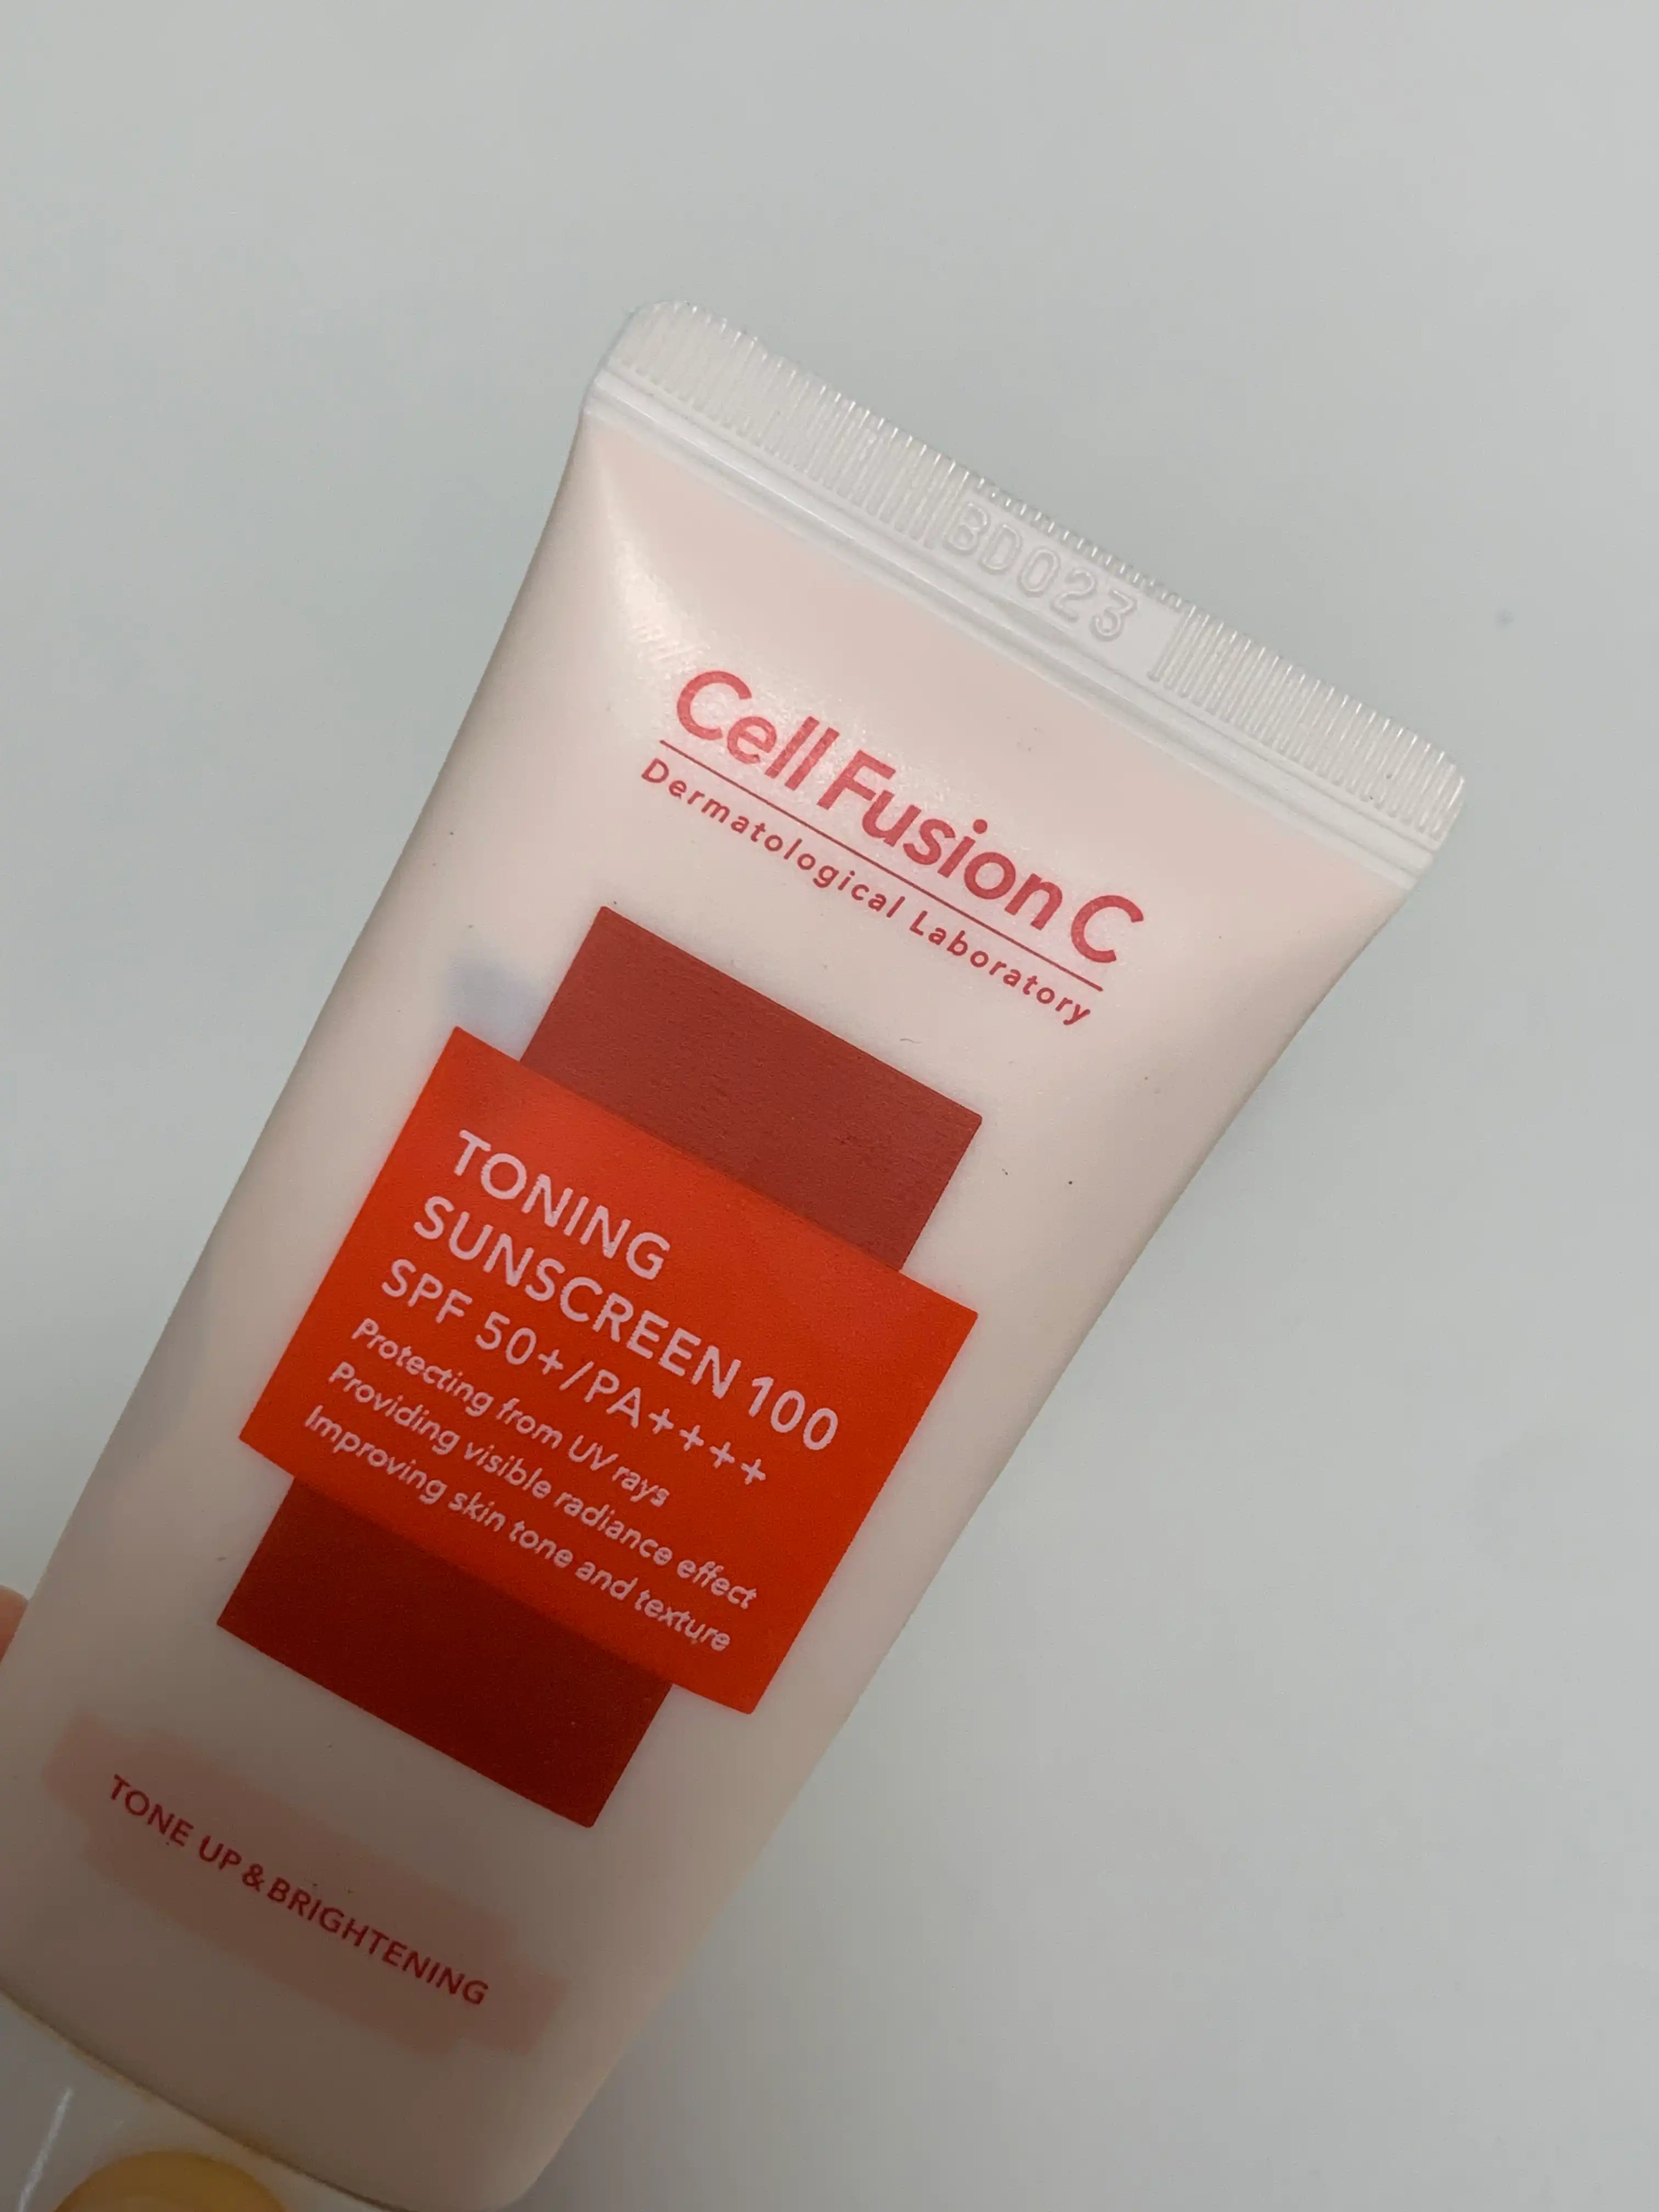 BD023
Cell Fusion C
Dermatological Laboratory
TONING
SUNSCREEN 100
SPF 50+/PA++++
Protecting from UV rays
Providing visible radiance effect
Improving skin tone and texture
TONE UP & BRIGHTENING